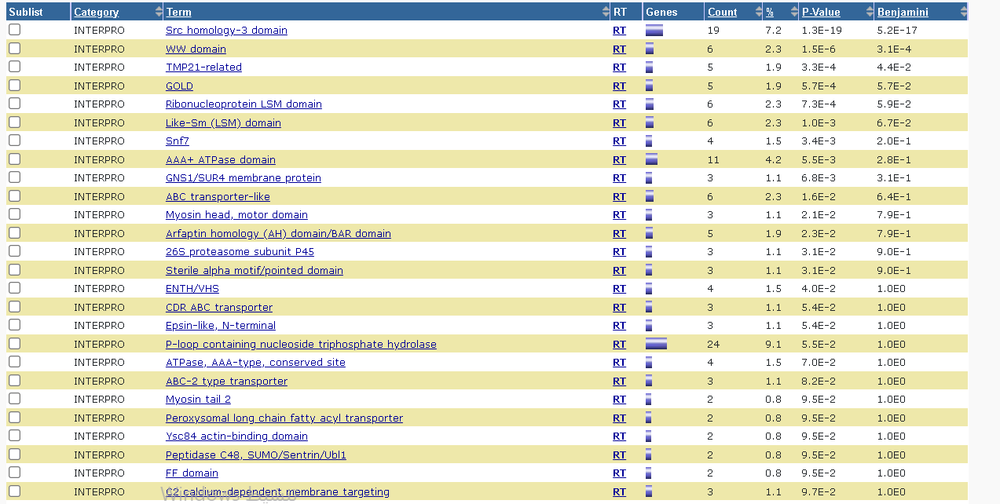 Sublist Category Term RT Genes Count % P-Value Benjamini
INTERPRO Src homology-3 domain RT 19 7.2 1.3E-19 5.2E-17
INTERPRO WW domain RT 6 2.3 1.5E-6 3.1E-4
INTERPRO TMP21-related RT 5 1.9 3.3E-4 4.4E-2
INTERPRO GOLD RT 5 1.9 5.7E-4 5.7E-2
INTERPRO Ribonucleoprotein LSM domain RT 6 2.3 7.3E-4 5.9E-2
INTERPRO Like-Sm (LSM) domain RT 6 2.3 1.0E-3 6.7E-2
INTERPRO Snf7 RT 4 1.5 3.4E-3 2.0E-1
INTERPRO AAA+ ATPase domain RT 11 4.2 5.5E-3 2.8E-1
INTERPRO GNS1/SUR4 membrane protein RT 3 1.1 6.8E-3 3.1E-1
INTERPRO ABC transporter-like RT 6 2.3 1.6E-2 6.4E-1
INTERPRO Myosin head, motor domain RT 3 1.1 2.1E-2 7.9E-1
INTERPRO Arfaptin homology (AH) domain/BAR domain RT 5 1.9 2.3E-2 7.9E-1
INTERPRO 26S proteasome subunit P45 RT 3 1.1 3.1E-2 9.0E-1
INTERPRO Sterile alpha motif/pointed domain RT 3 1.1 3.1E-2 9.0E-1
INTERPRO ENTH/VHS RT 4 1.5 4.0E-2 1.0E0
INTERPRO CDR ABC transporter RT 3 1.1 5.4E-2 1.0E0
INTERPRO Epsin-like, N-terminal RT 3 1.1 5.4E-2 1.0E0
INTERPRO P-loop containing nucleoside triphosphate hydrolase RT 24 9.1 5.5E-2 1.0E0
INTERPRO ATPase, AAA-type, conserved site RT 4 1.5 7.0E-2 1.0E0
INTERPRO ABC-2 type transporter RT 3 1.1 8.2E-2 1.0E0
INTERPRO Myosin tail 2 RT 2 0.8 9.5E-2 1.0E0
INTERPRO Peroxysomal long chain fatty acyl transporter RT 2 0.8 9.5E-2 1.0E0
INTERPRO Ysc84 actin-binding domain RT 2 0.8 9.5E-2 1.0E0
INTERPRO Peptidase C48, SUMO/Sentrin/Ubl1 RT 2 0.8 9.5E-2 1.0E0
INTERPRO FF domain RT 2 0.8 9.5E-2 1.0E0
INTERPRO C2 calcium-dependent membrane targeting RT 3 1.1 9.7E-2 1.0E0
تنشيط Windows